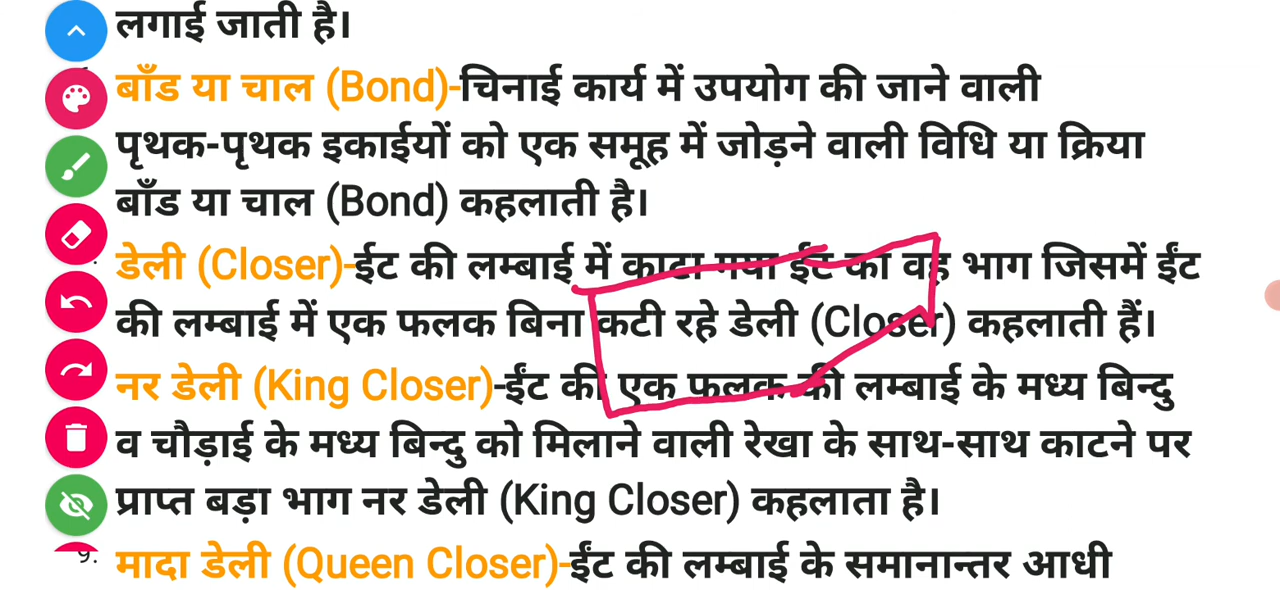 लगाई जाती है।
बाँड या चाल (Bond)-चिनाई कार्य में उपयोग की जाने वाली
पृथक-पृथक इकाईयों को एक समूह में जोड़ने वाली विधि या क्रिया
बाँड या चाल (Bond) कहलाती है।
डेली (Closer)-ईट की लम्बाई में काटा गया ईट का वह भाग जिसमें ईंट
की लम्बाई में एक फलक बिना कटी रहे डेली (Closer) कहलाती हैं।
नर डेली (King Closer)-ईंट की एक फलक की लम्बाई के मध्य बिन्दु
व चौड़ाई के मध्य बिन्दु को मिलाने वाली रेखा के साथ-साथ काटने पर
प्राप्त बड़ा भाग नर डेली (King Closer) कहलाता है।
9. मादा डेली (Queen Closer)-ईंट की लम्बाई के समानान्तर आधी